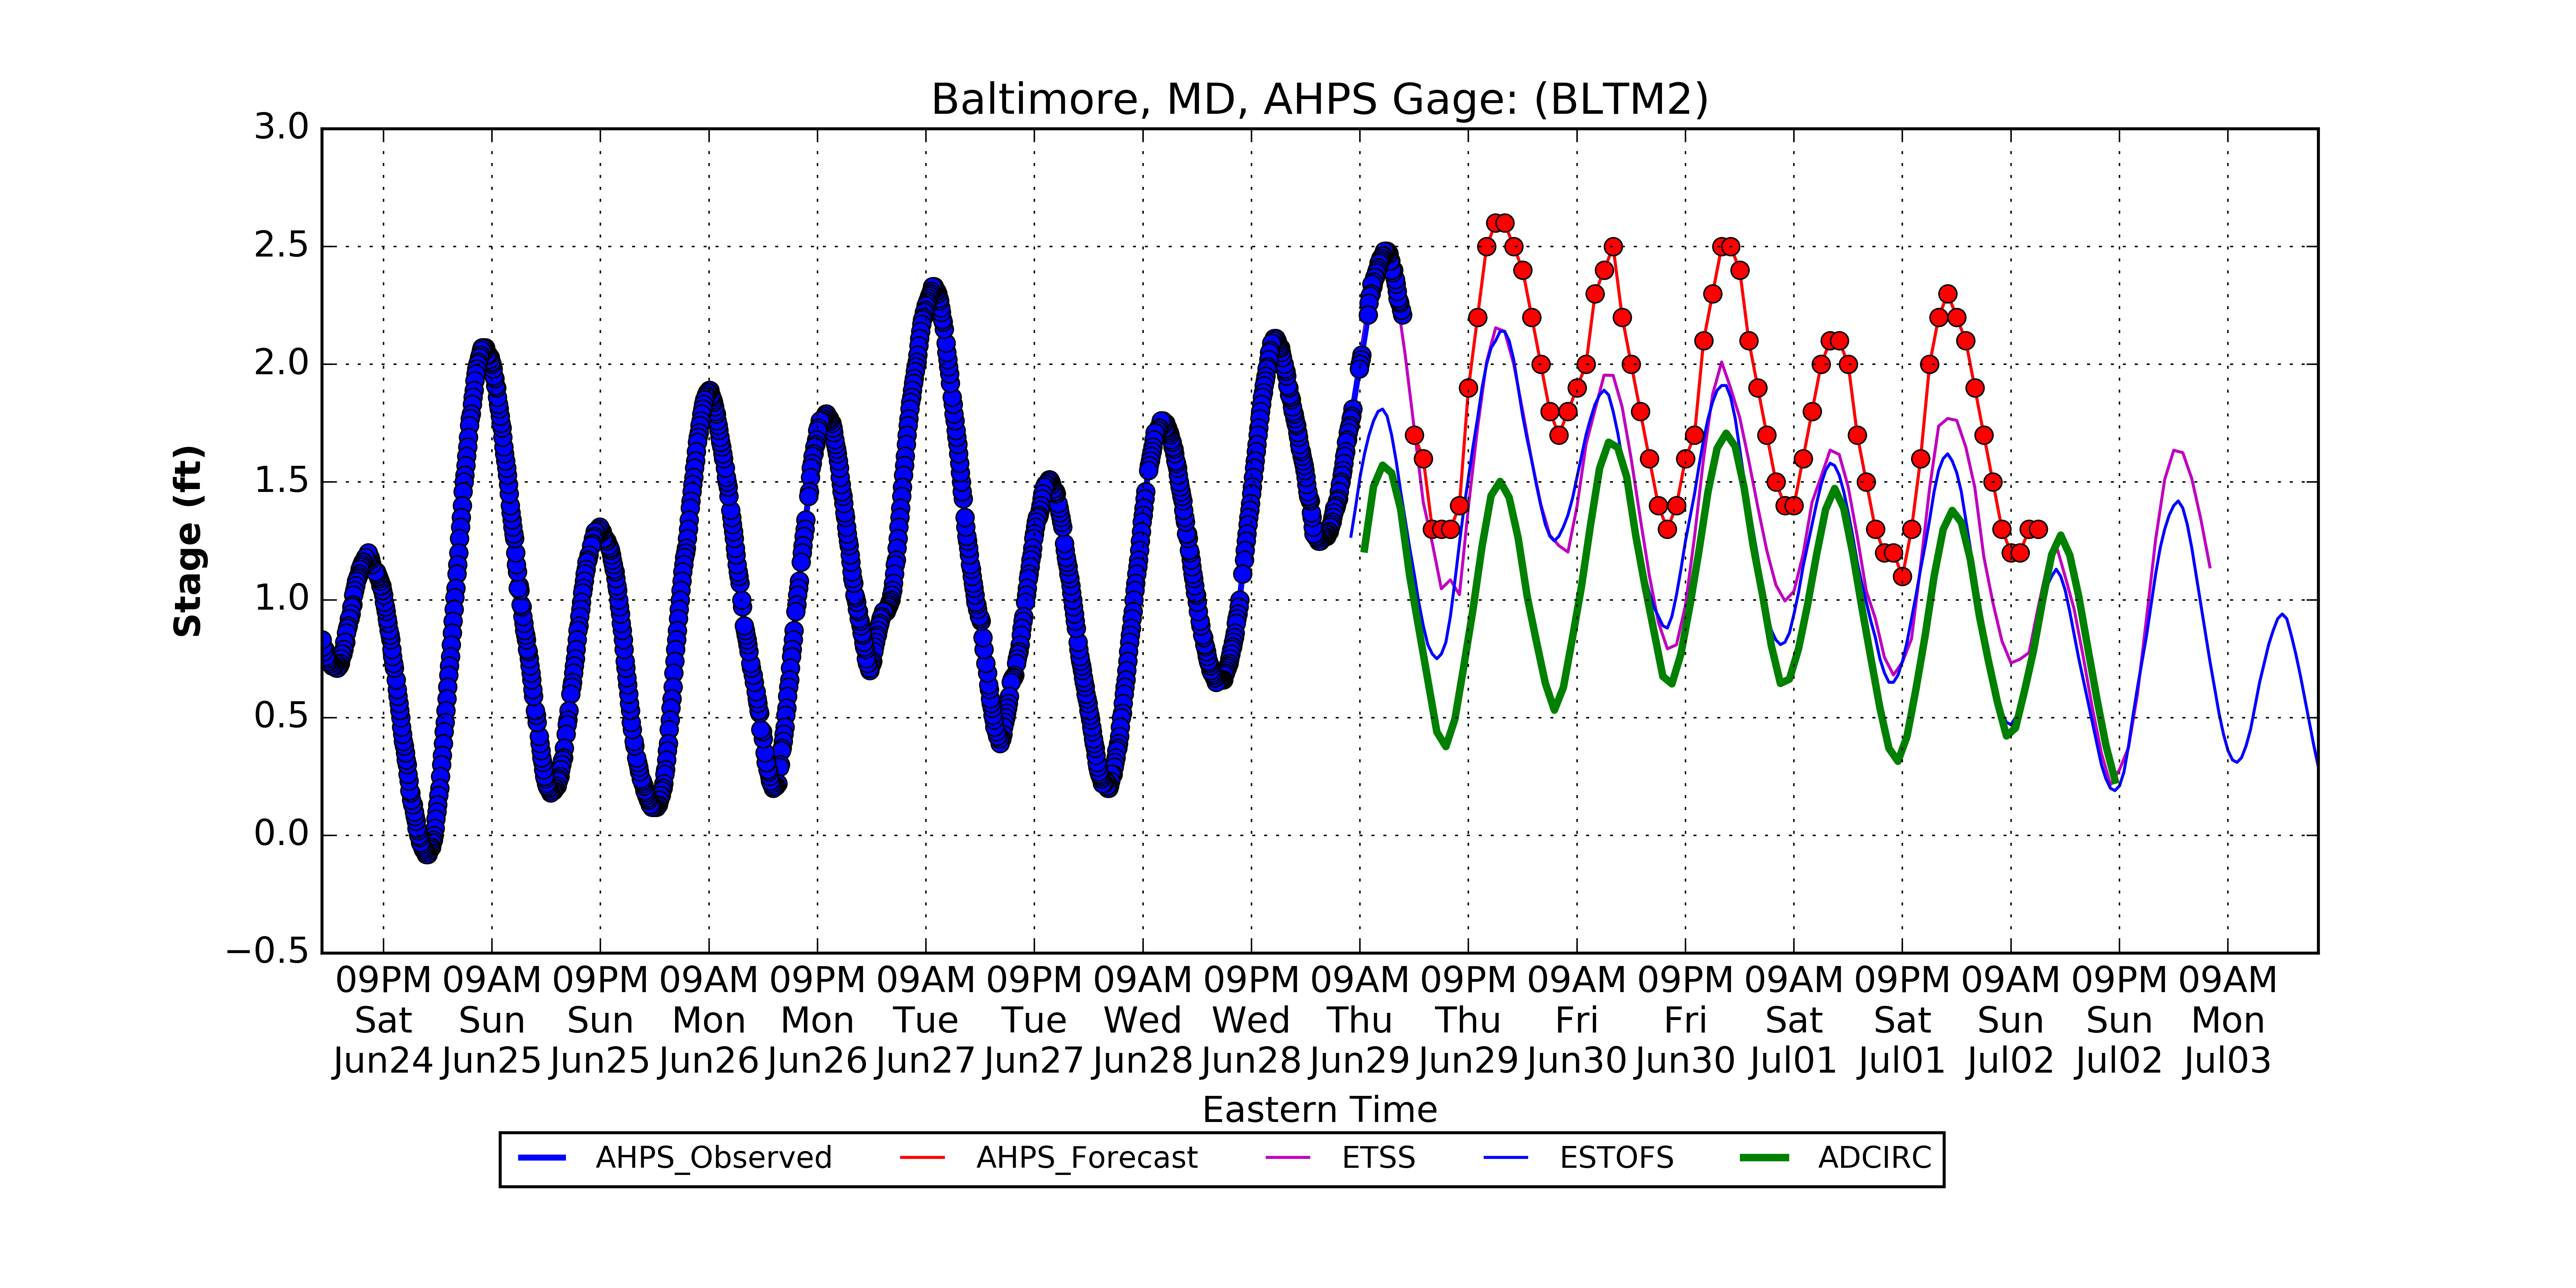 Baltimore, MD, AHPS Gage: (BLTM2)
Stage (ft)
3.0
2.5
2.0
1.5
1.0
0.5
0.0
−0.5
09PM 09AM 09PM 09AM 09PM 09AM 09PM 09AM 09PM 09AM 09PM 09AM 09PM 09AM 09PM 09AM 09PM 09AM
Sat Sun Sun Mon Mon Tue Tue Wed Wed Thu Thu Fri Fri Sat Sat Sun Sun Mon
Jun24 Jun25 Jun25 Jun26 Jun26 Jun27 Jun27 Jun28 Jun28 Jun29 Jun29 Jun30 Jun30 Jul01 Jul01 Jul02 Jul02 Jul03
Eastern Time
AHPS_Observed AHPS_Forecast ETSS ESTOFS ADCIRC